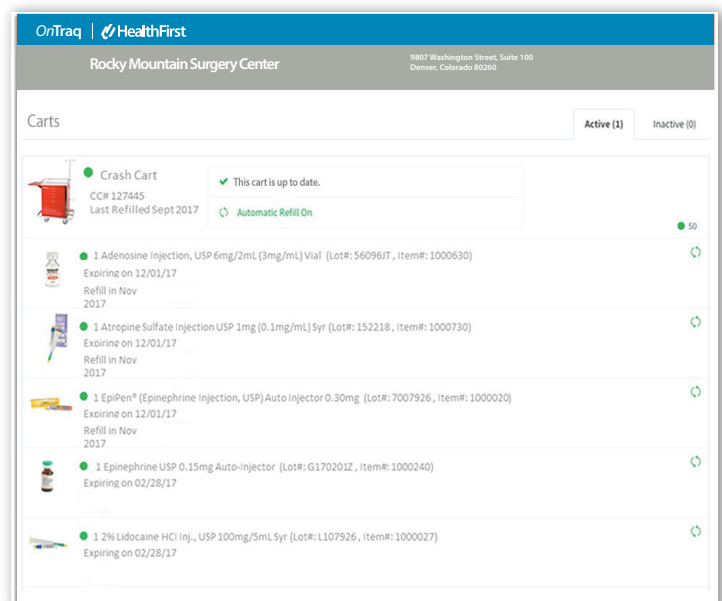 OnTraq | HealthFirst
Rocky Mountain Surgery Center
9807 Washington Street, Suite 100
Denver, Colorado 80260
Carts
Active (1)
Inactive (0)
Crash Cart
CC# 127445
Last Refilled Sept 2017
This cart is up to date.
Automatic Refill On
50
1 Adenosine Injection, USP 6mg/2mL (3mg/mL) Vial (Lot#: 56096JT, Item#: 1000630)
Expiring on 12/01/17
Refill in Nov
2017
1 Atropine Sulfate Injection USP 1mg (0.1mg/mL) Syr (Lot#: 152218, Item#: 1000730)
Expiring on 12/01/17
Refill in Nov
2017
1 EpiPen® (Epinephrine Injection, USP) Auto Injector 0.30mg (Lot#: 7007926, Item#: 1000020)
Expiring on 12/01/17
Refill in Nov
2017
1 Epinephrine USP 0.15mg Auto-Injector (Lot#: G170201Z, Item#: 1000240)
Expiring on 02/28/17
1 2% Lidocaine HCl Inj., USP 100mg/5mL Syr (Lot#: L107926, Item#: 1000027)
Expiring on 02/28/17